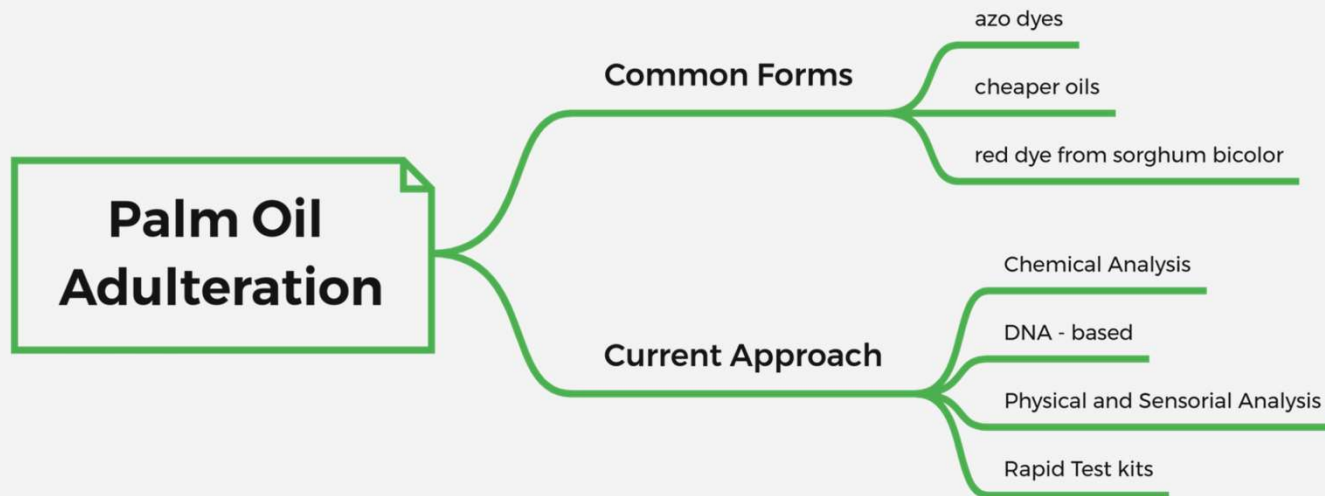 Palm Oil
Adulteration
Common Forms
azo dyes
cheaper oils
red dye from sorghum bicolor
Current Approach
Chemical Analysis
DNA - based
Physical and Sensorial Analysis
Rapid Test kits